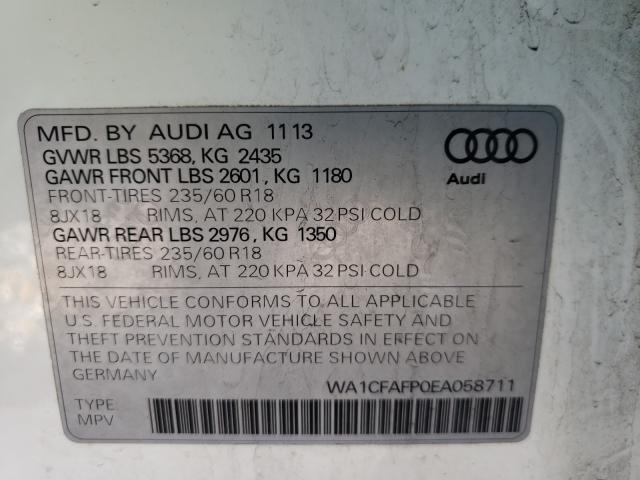 MFD. BY AUDI AG 11 13
GVWR LBS 5368, KG 2435
GAWR FRONT LBS 2601, KG 1180
FRONT-TIRES 235/60 R18
8JX18 RIMS, AT 220 KPA 32 PSI COLD
GAWR REAR LBS 2976, KG 1350
REAR-TIRES 235/60 R18
8JX18 RIMS, AT 220 KPA 32 PSI COLD
Audi
THIS VEHICLE CONFORMS TO ALL APPLICABLE
U.S. FEDERAL MOTOR VEHICLE SAFETY AND
THEFT PREVENTION STANDARDS IN EFFECT ON
THE DATE OF MANUFACTURE SHOWN ABOVE
GERMANY
WA1CFAFP0EA058711
TYPE
MPV